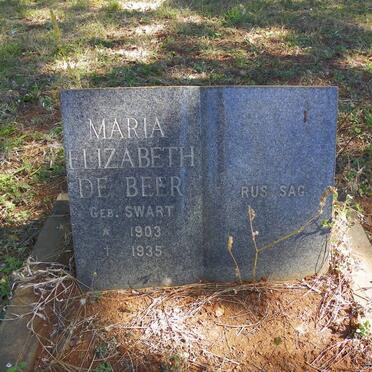 MARIA
ELIZABETH
DE BEER
GEB. SWART
* 1903
† 1935
RUS SAG